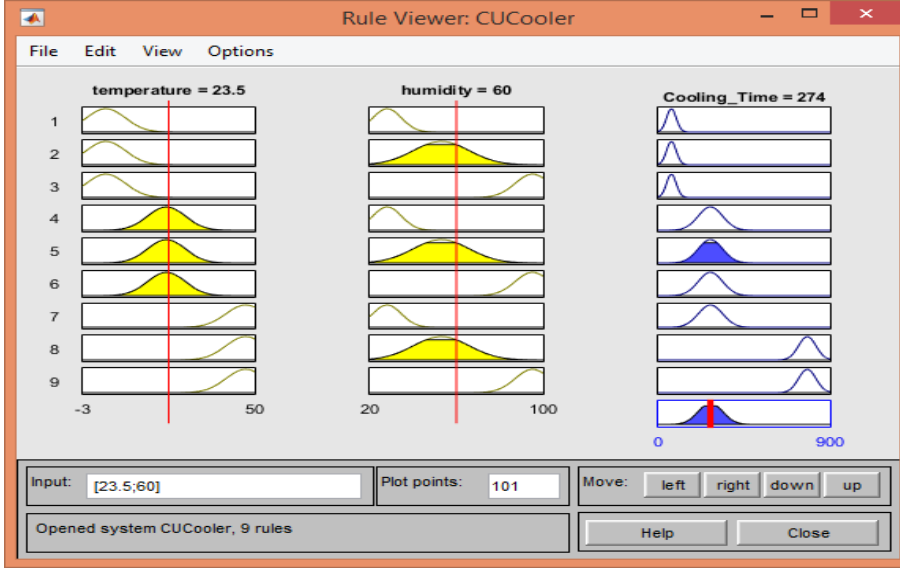 Rule Viewer: CUCooler
File Edit View Options
temperature = 23.5 humidity = 60 Cooling_Time = 274
1
2
3
4
5
6
7
8
9
-3 50 20 100
0 900
Input: [23.5;60] Plot points: 101 Move: left right down up
Opened system CUCooler, 9 rules Help Close